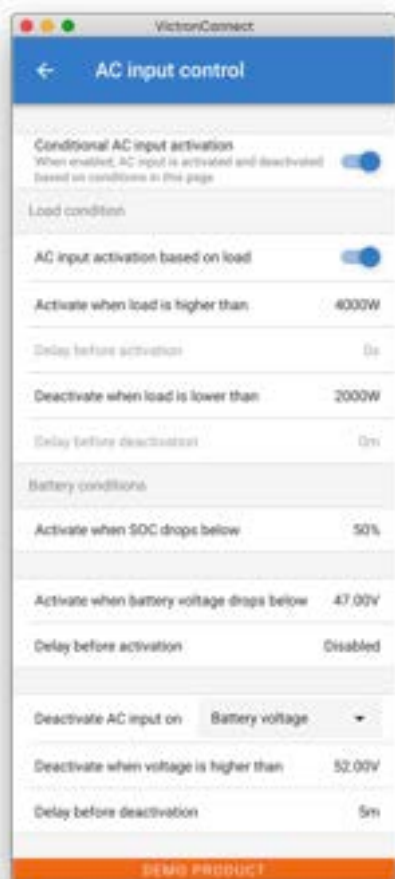 VictronConnect
AC input control
Conditional AC input activation
When enabled, AC input is activated and deactivated
based on conditions in this page
Load condition
AC input activation based on load
Activate when load is higher than 4000W
Delay before activation 0s
Deactivate when load is lower than 2000W
Delay before deactivation 0m
Battery conditions
Activate when SOC drops below 50%
Activate when battery voltage drops below 47.00V
Delay before activation Disabled
Deactivate AC input on Battery voltage
Deactivate when voltage is higher than 52.00V
Delay before deactivation 5m
DEMO PRODUCT